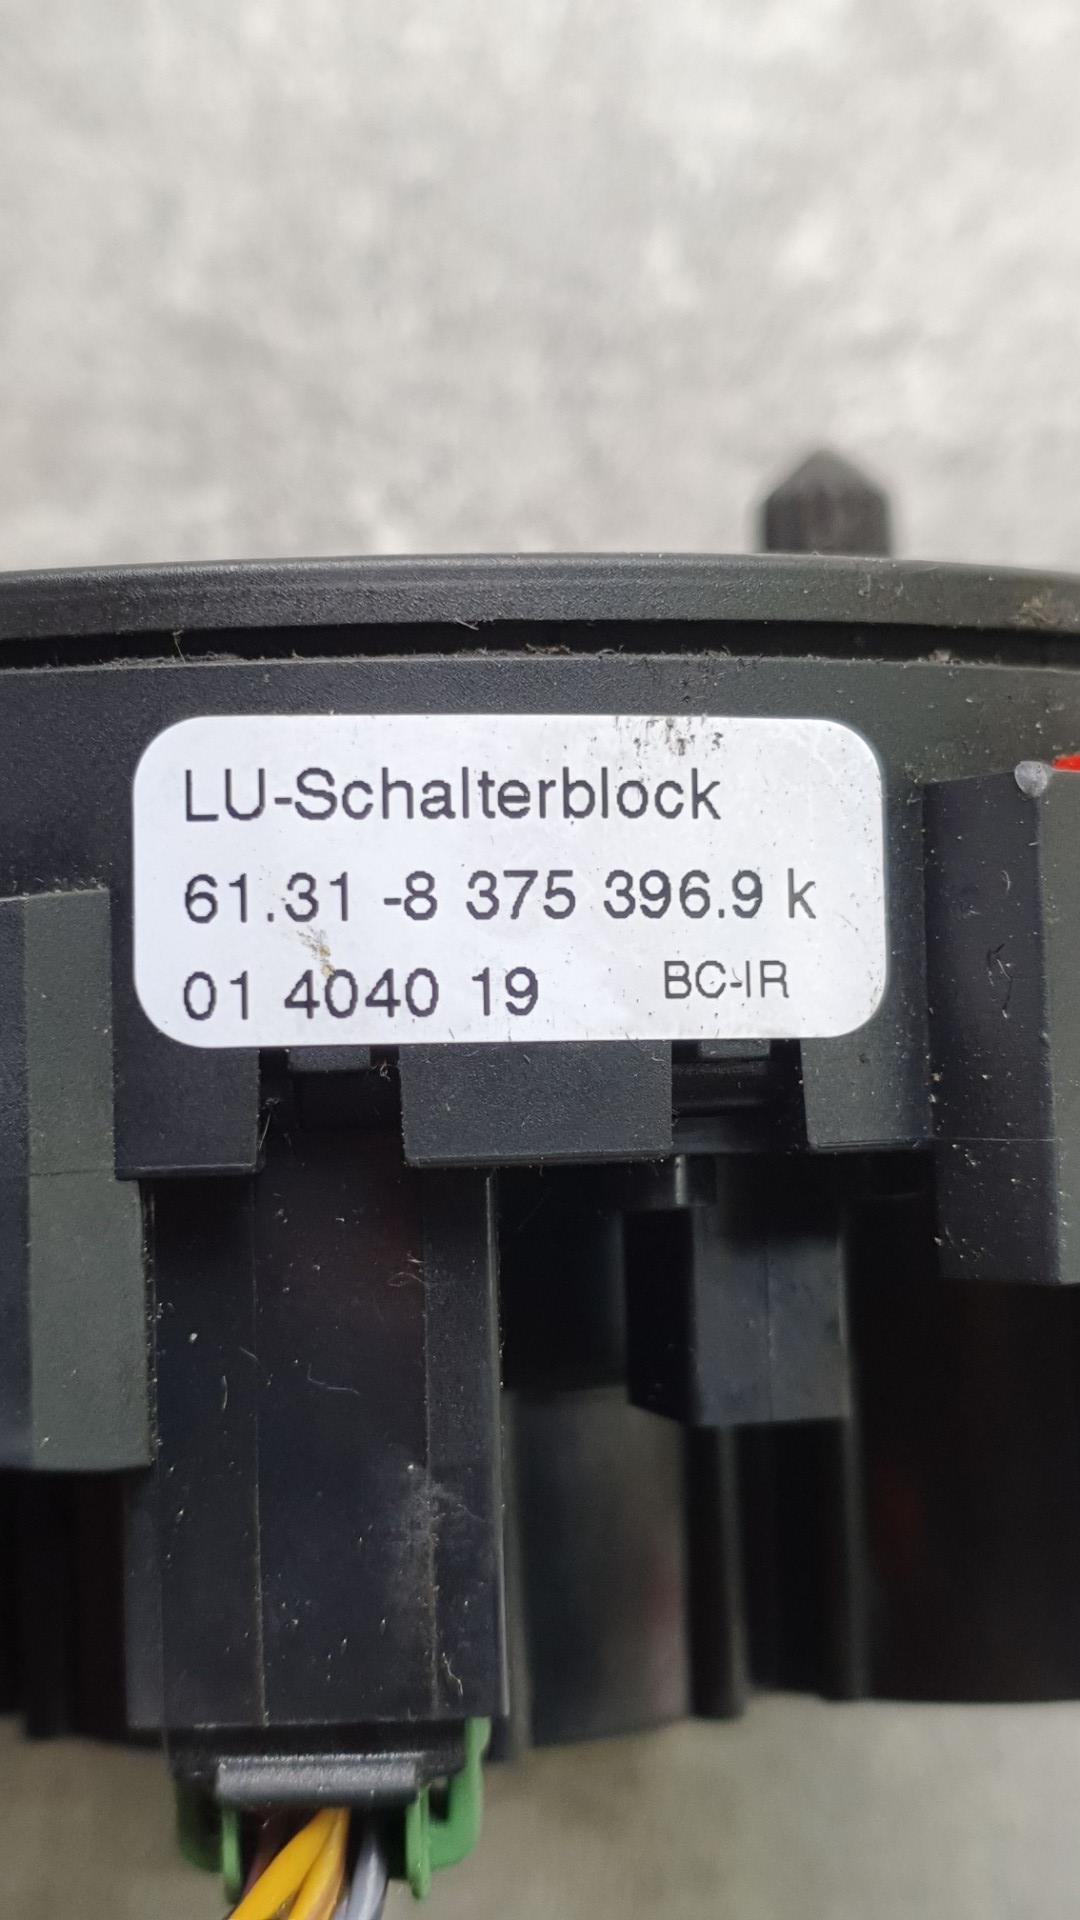 LU-Schalterblock
61.31 -8 375 396.9 k
01 4040 19 BC-IR